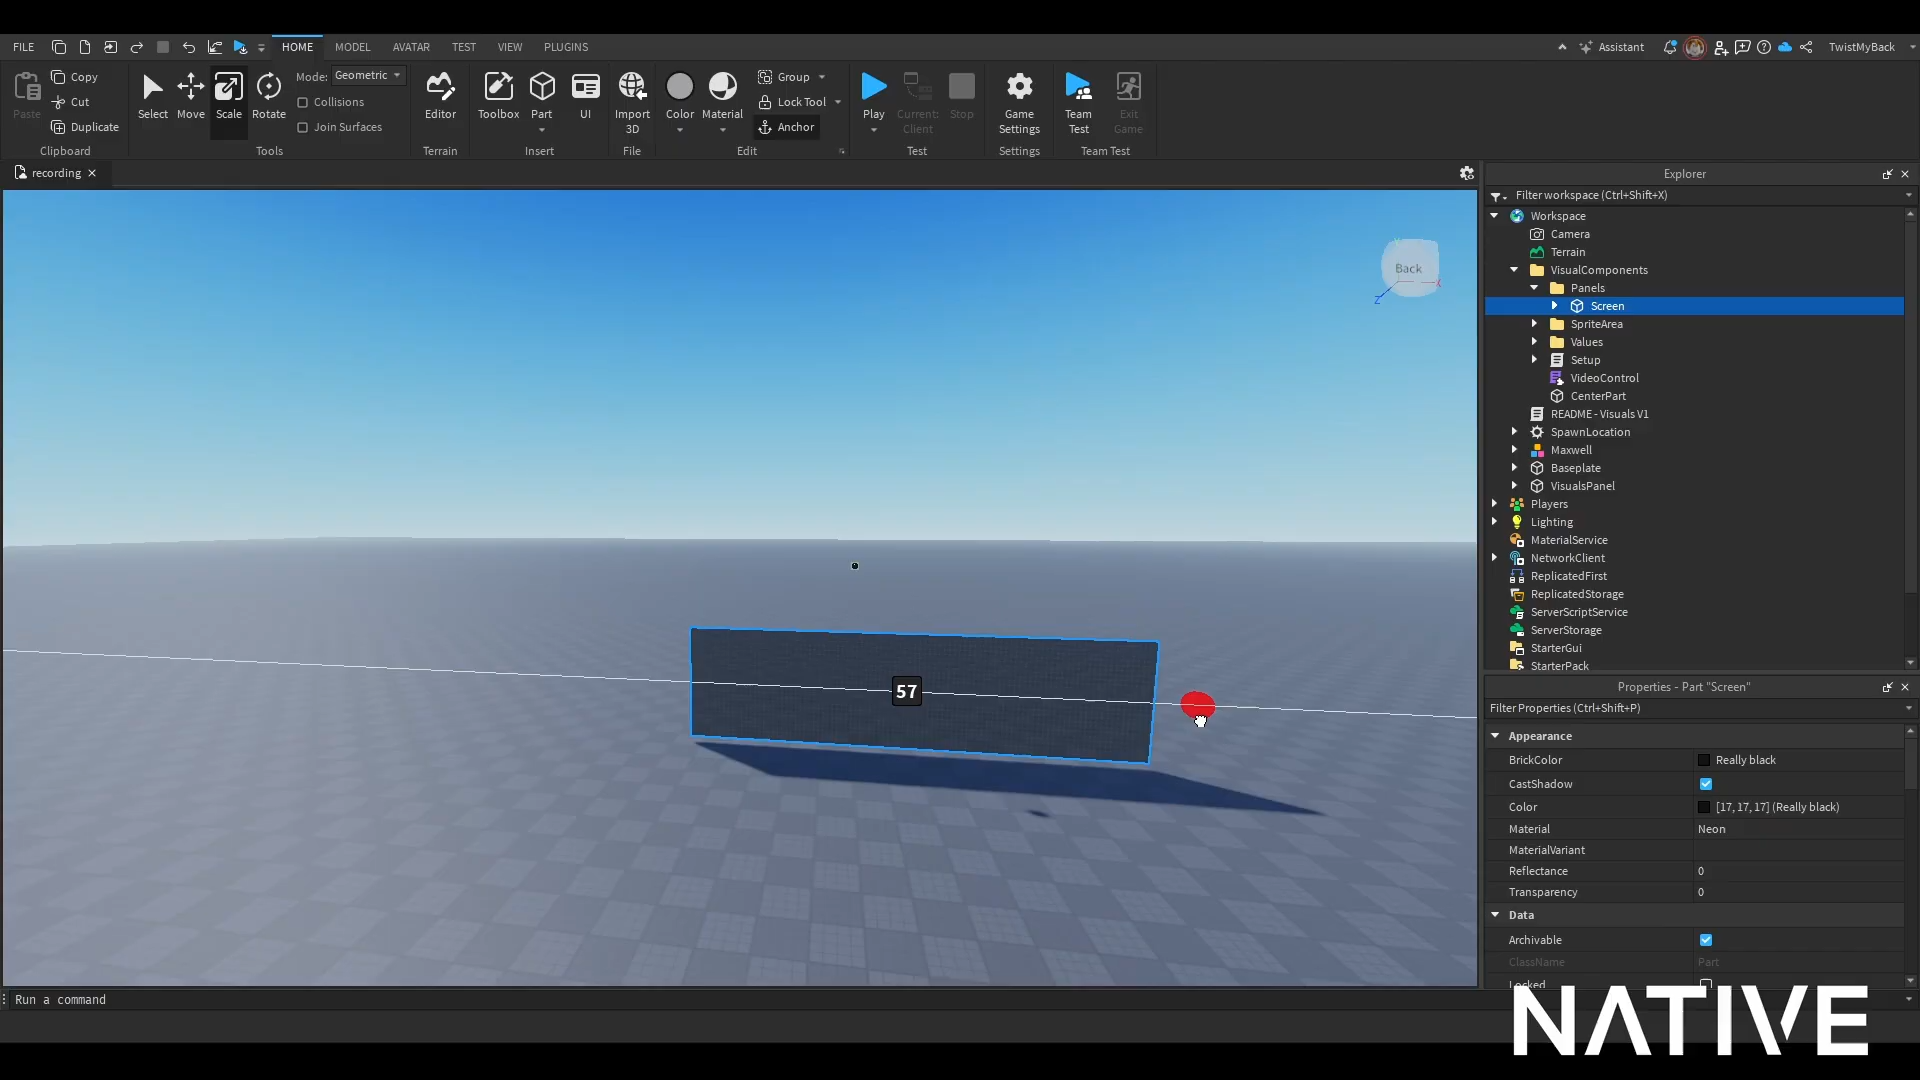 FILE HOME MODEL AVATAR TEST VIEW PLUGINS Assistant TwistMyBack
Paste Copy Cut Duplicate
Clipboard
Select Move Scale Rotate
Mode: Geometric
Collisions
Join Surfaces
Tools
Editor
Terrain
Toolbox Part UI
Insert
Import
3D
File
Color Material
Group
Lock Tool
Anchor
Edit
Play
Current:
Client
Stop
Test
Game
Settings
Settings
Team
Test
Exit
Game
Team Test
recording
Back
X
Z
57
Run a command
Explorer
Filter workspace (Ctrl+Shift+X)
Workspace
Camera
Terrain
VisualComponents
Panels
Screen
SpriteArea
Values
Setup
VideoControl
CenterPart
README - Visuals V1
SpawnLocation
Maxwell
Baseplate
VisualsPanel
Players
Lighting
MaterialService
NetworkClient
ReplicatedFirst
ReplicatedStorage
ServerScriptService
ServerStorage
StarterGui
StarterPack
Properties - Part "Screen"
Filter Properties (Ctrl+Shift+P)
Appearance
BrickColor Really black
CastShadow
Color [17, 17, 17] (Really black)
Material Neon
MaterialVariant
Reflectance 0
Transparency 0
Data
Archivable
ClassName Part
Locked
NATIVE